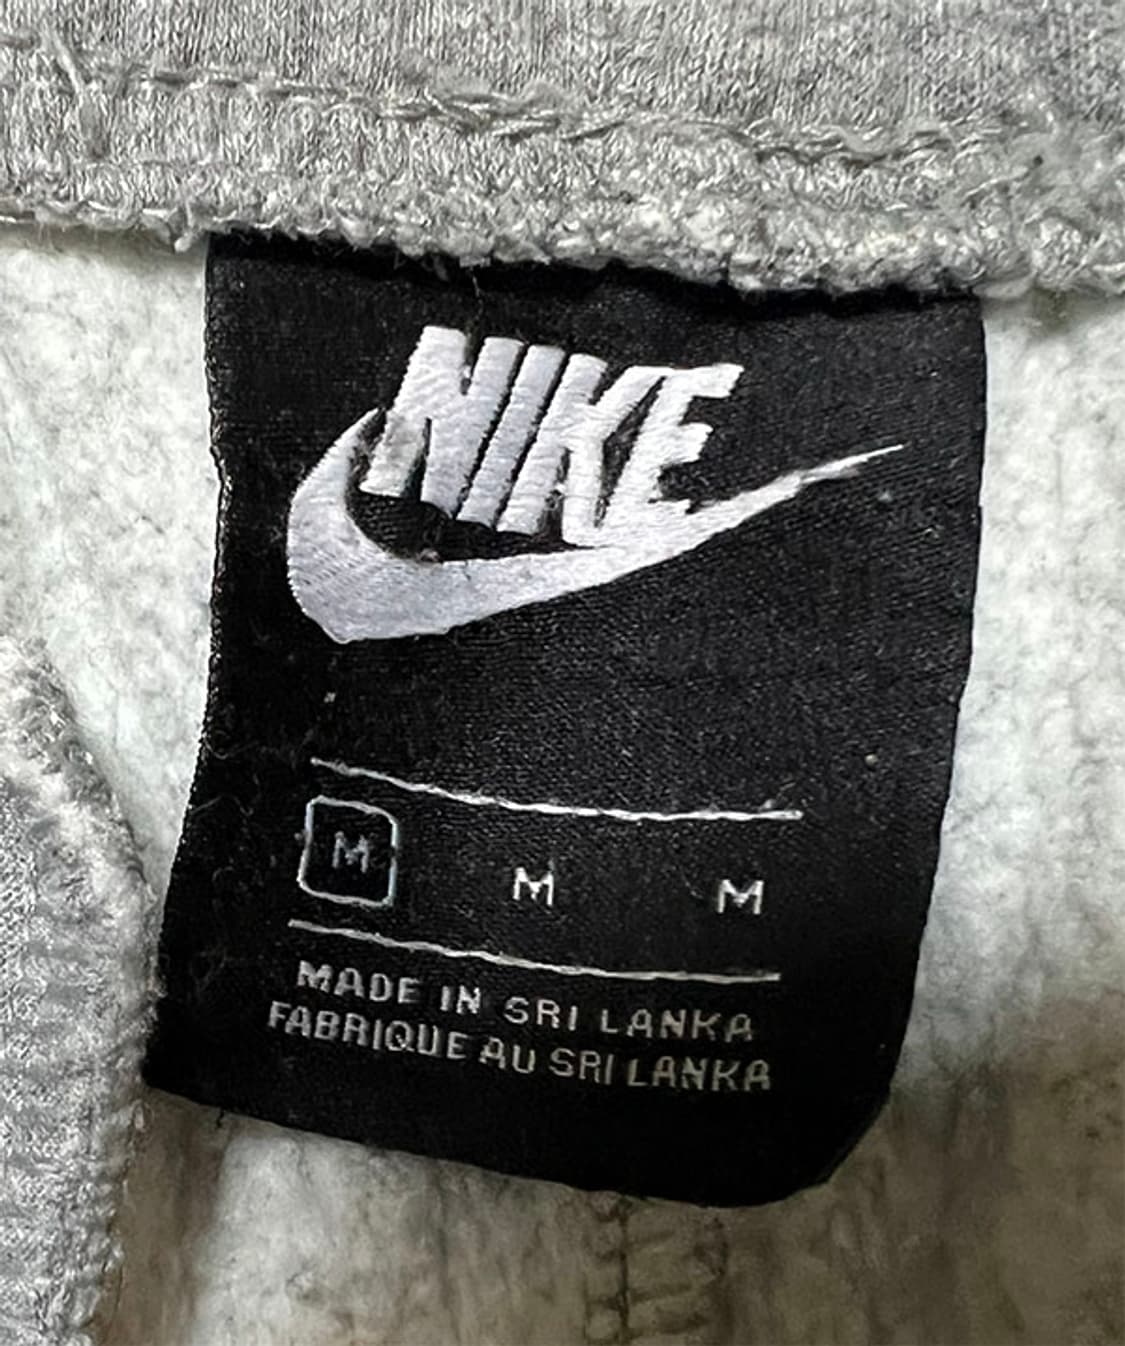 NIKE
M M M
MADE IN SRI LANKA
FABRIQUE AU SRI LANKA